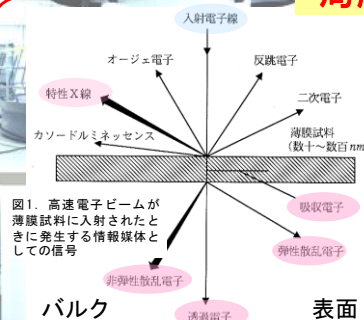 入射電子線
オージェ電子
反跳電子
特性X線
二次電子
カソードルミネッセンス
薄膜試料
(数十～数百nm
図1. 高速電子ビームが
薄膜試料に入射されたと
きに発生する情報媒体と
しての信号
吸収電子
弾性散乱電子
非弾性散乱電子
透過電子
バルク
表面